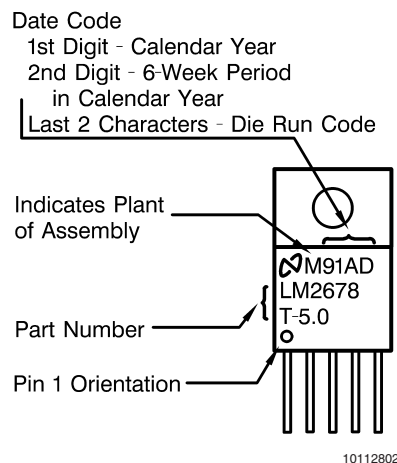 Date Code
1st Digit - Calendar Year
2nd Digit - 6-Week Period
in Calendar Year
Last 2 Characters - Die Run Code
Indicates Plant
of Assembly
M91AD
LM2678
T-5.0
Part Number
Pin 1 Orientation
10112802